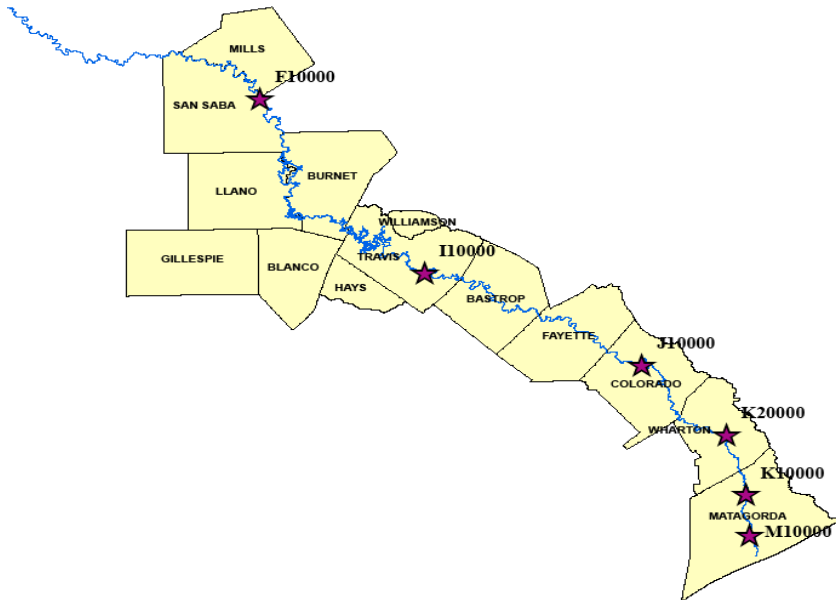 MILLS
F10000
SAN SABA
BURNET
LLANO
WILLIAMSON
I10000
TRAVIS
GILLESPIE
BLANCO
HAYS
BASTROP
FAYETTE
J10000
COLORADO
K20000
WHARTON
K10000
MATAGORDA
M10000